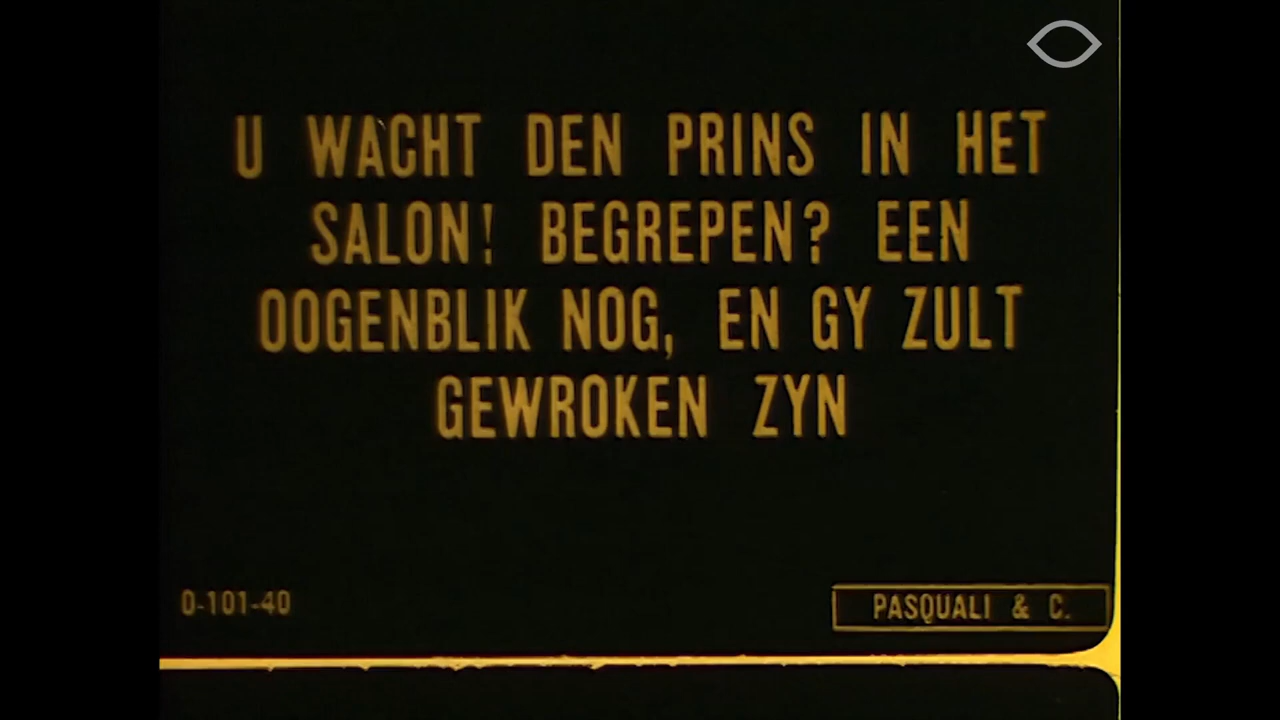 U WACHT DEN PRINS IN HET
SALON! BEGREPEN? EEN
OOGENBLIK NOG, EN GY ZULT
GEWROKEN ZYN
0-101-40
PASQUALI & C.